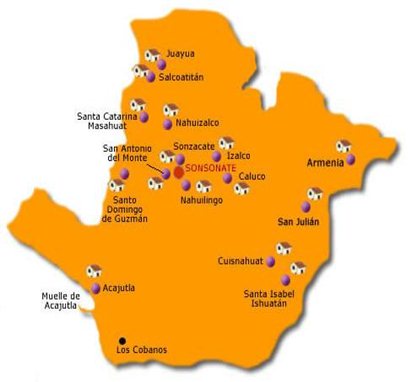 Juayua
Salcoatitán
Santa Catarina
Masahuat
Nahuizalco
San Antonio
del Monte
Sonzacate
Izalco
SONSONATE
Armenia
Caluco
Santo
Domingo
de Guzmán
Nahulingo
San Julián
Cuisnahuat
Santa Isabel
Ishuatán
Acajutla
Muelle de
Acajutla
Los Cobanos